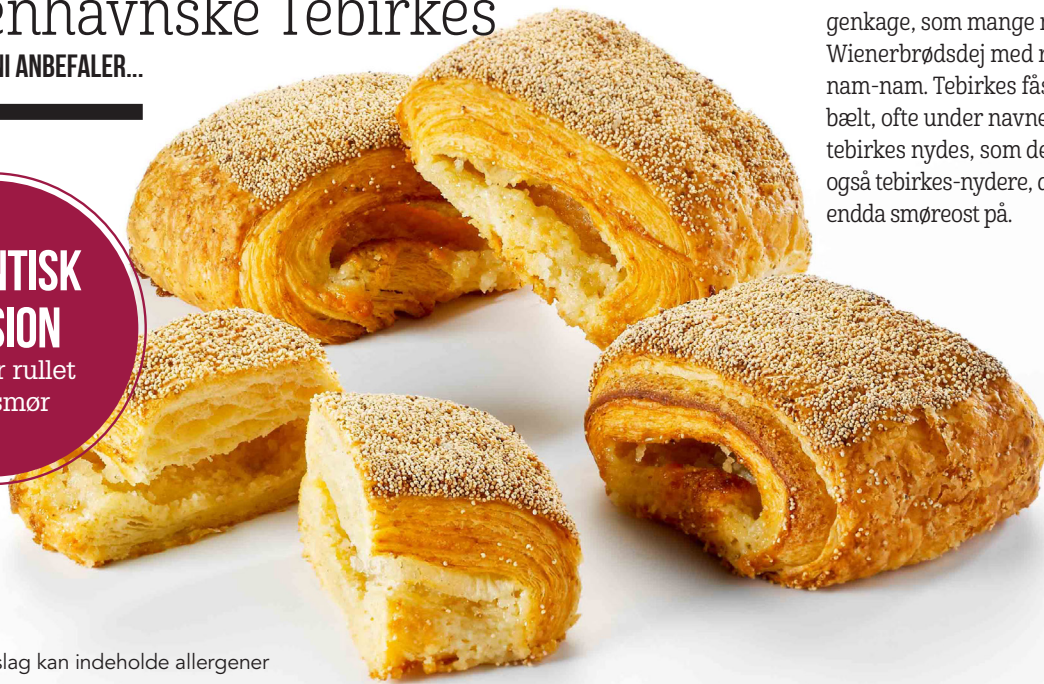 enhavnske Tebirkes
NI ANBEFALER...
NTISK
SION
r rullet
smør
genkage, som mange
Wienerbrødsdej med
nam-nam. Tebirkes fås
bælt, ofte under navne
tebirkes nydes, som de
også tebirkes-nydere,
endda smøreost på.
slag kan indeholde allergener